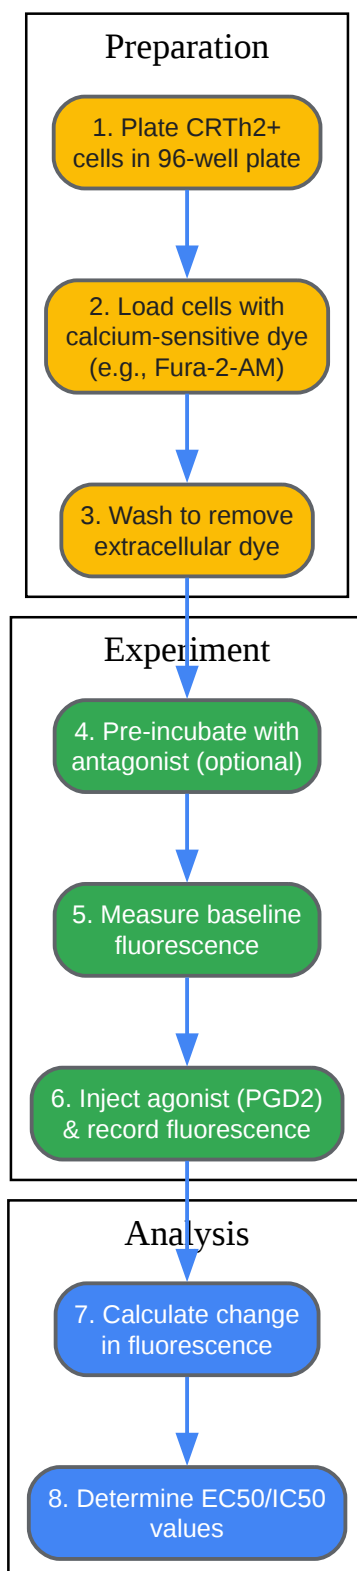 Preparation
1. Plate CRTh2+
cells in 96-well plate
2. Load cells with
calcium-sensitive dye
(e.g., Fura-2-AM)
3. Wash to remove
extracellular dye
Experiment
4. Pre-incubate with
antagonist (optional)
5. Measure baseline
fluorescence
6. Inject agonist (PGD2)
& record fluorescence
Analysis
7. Calculate change
in fluorescence
8. Determine EC50/IC50
values